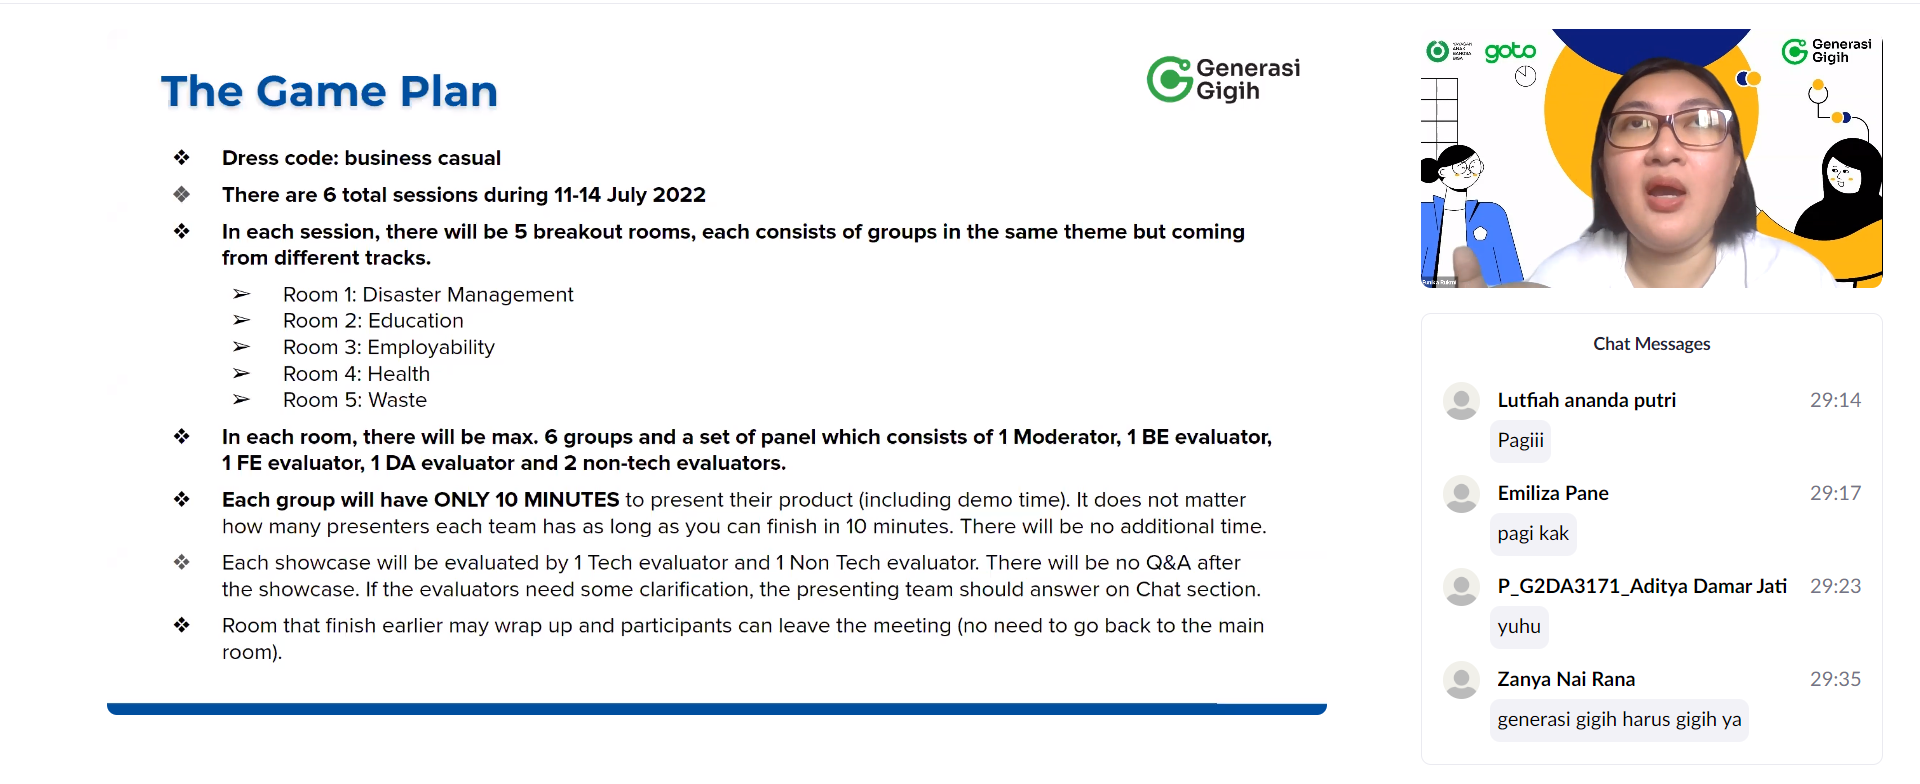 The Game Plan
Generasi
Gigih
❖ Dress code: business casual
❖ There are 6 total sessions during 11-14 July 2022
❖ In each session, there will be 5 breakout rooms, each consists of groups in the same theme but coming
from different tracks.
➢ Room 1: Disaster Management
➢ Room 2: Education
➢ Room 3: Employability
➢ Room 4: Health
➢ Room 5: Waste
❖ In each room, there will be max. 6 groups and a set of panel which consists of 1 Moderator, 1 BE evaluator,
1 FE evaluator, 1 DA evaluator and 2 non-tech evaluators.
❖ Each group will have ONLY 10 MINUTES to present their product (including demo time). It does not matter
how many presenters each team has as long as you can finish in 10 minutes. There will be no additional time.
❖ Each showcase will be evaluated by 1 Tech evaluator and 1 Non Tech evaluator. There will be no Q&A after
the showcase. If the evaluators need some clarification, the presenting team should answer on Chat section.
❖ Room that finish earlier may wrap up and participants can leave the meeting (no need to go back to the main
room).
YAYASAN
ANAK
BANGSA
BISA
goto
Generasi
Gigih
Chat Messages
Lutfiah ananda putri 29:14
Pagiii
Emiliza Pane 29:17
pagi kak
P_G2DA3171_Aditya Damar Jati 29:23
yuhu
Zanya Nai Rana 29:35
generasi gigih harus gigih ya